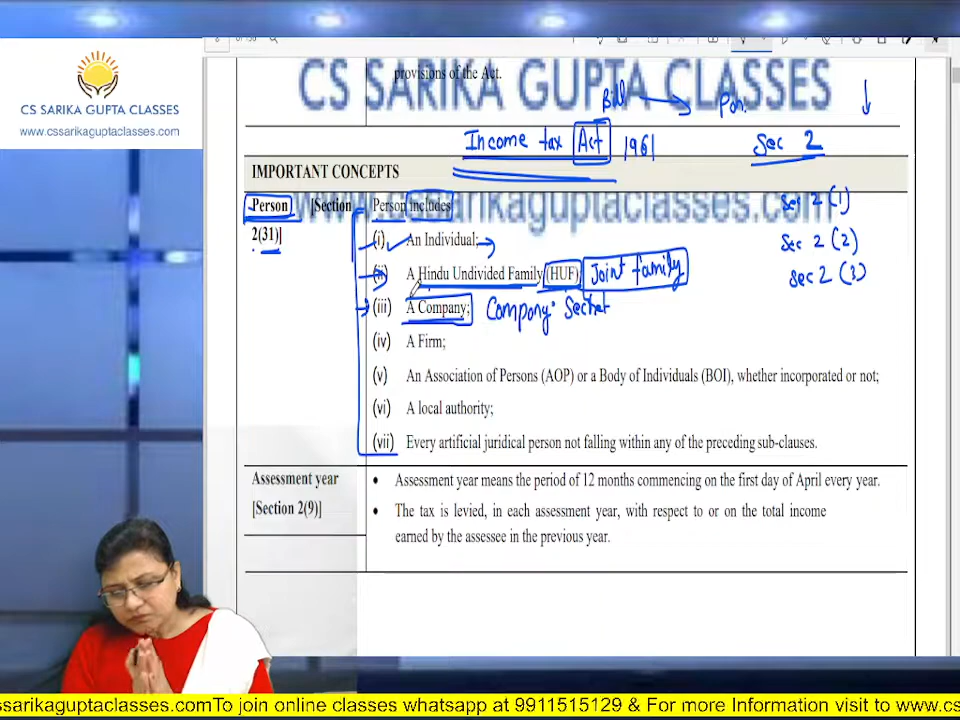 provisions of the Act.
CS SARIKA GUPTA CLASSES
Bill
CS SARIKA GUPTA CLASSES
www.cssarikaguptaclasses.com
Income tax Act 1961 Sec 2
IMPORTANT CONCEPTS
www.cssarikaguptaclasses.com
Person [Section
2(31)]
Person includes
(i) An Individual;
(ii) A Hindu Undivided Family (HUF) Joint family
(iii) A Company; Company:
(iv) A Firm;
(v) An Association of Persons (AOP) or a Body of Individuals (BOI), whether incorporated or not;
(vi) A local authority;
(vii) Every artificial juridical person not falling within any of the preceding sub-clauses.
Sec 2 (1)
Sec 2 (2)
Sec 2 (3)
Assessment year
[Section 2(9)]
• Assessment year means the period of 12 months commencing on the first day of April every year.
• The tax is levied, in each assessment year, with respect to or on the total income
earned by the assessee in the previous year.
ssarikaguptaclasses.comTo join online classes whatsapp at 9911515129 & For more Information visit to www.cs